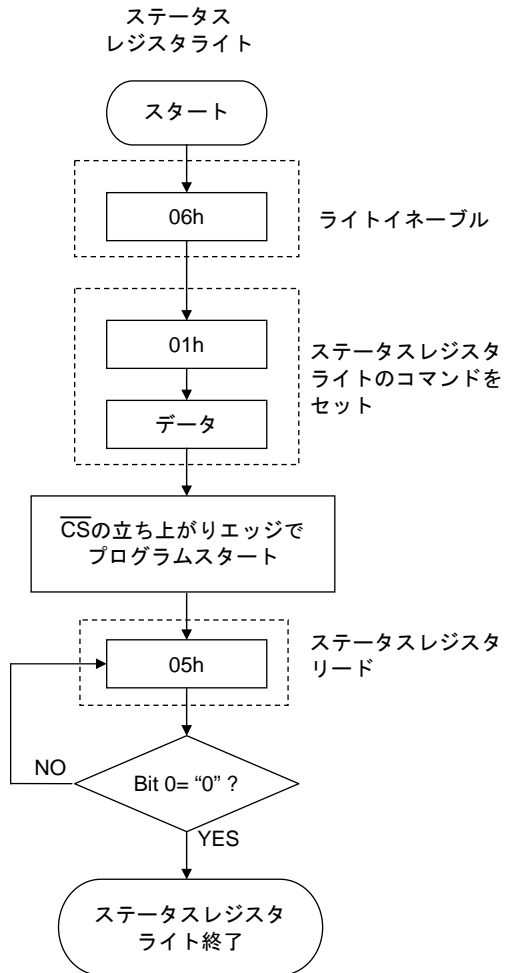 ステータス
レジスタライト
スタート
06h
ライトイネーブル
01h
ステータスレジスタ
ライトのコマンドを
セット
データ
C̅S̅の立ち上がりエッジで
プログラムスタート
ステータスレジスタ
リード
05h
NO
Bit 0= “0” ?
YES
ステータスレジスタ
ライト終了